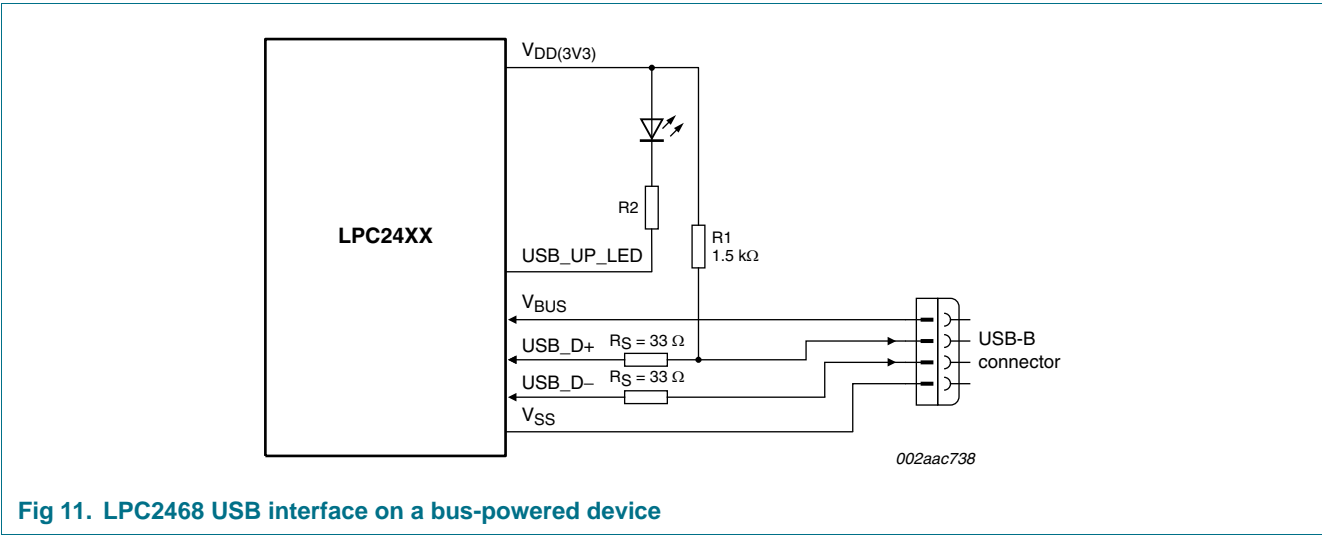 VDD(3V3)
R2
LPC24XX
R1
1.5 kΩ
USB_UP_LED
VBUS
USB_D+ RS = 33 Ω
USB-B
connector
USB_D− RS = 33 Ω
VSS
002aac738
Fig 11. LPC2468 USB interface on a bus-powered device